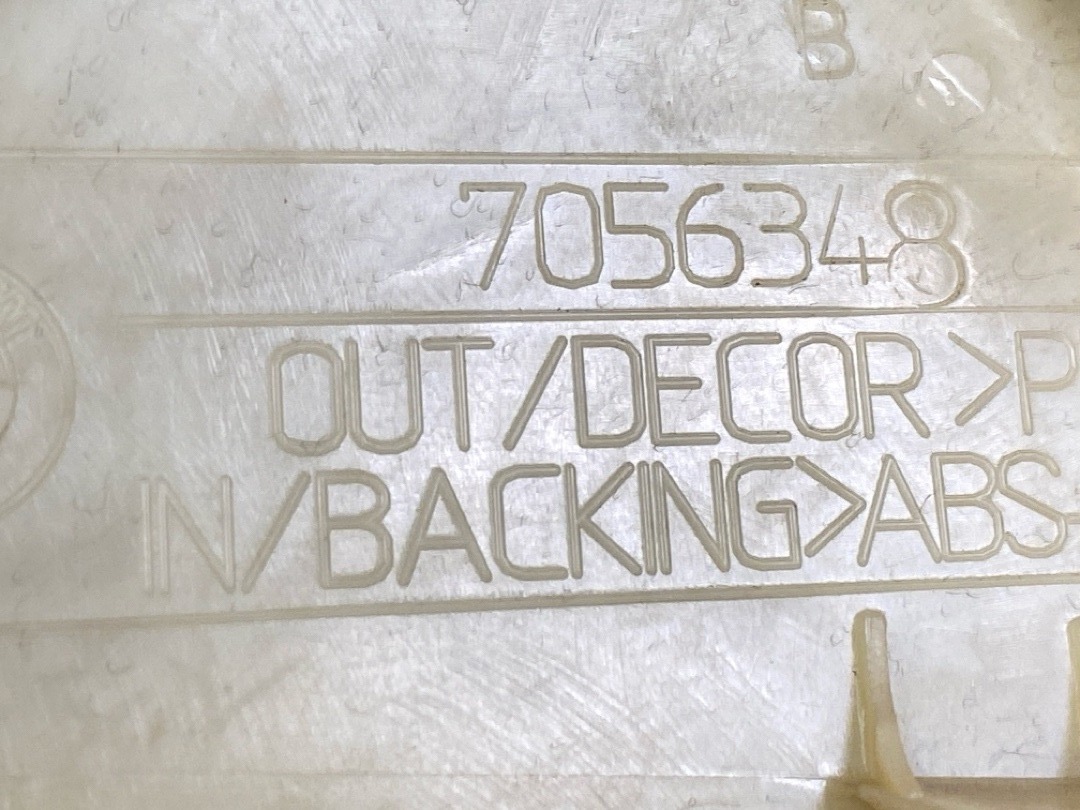 B
7056348
OUT/DECOR>P
IN/BACKING>ABS-